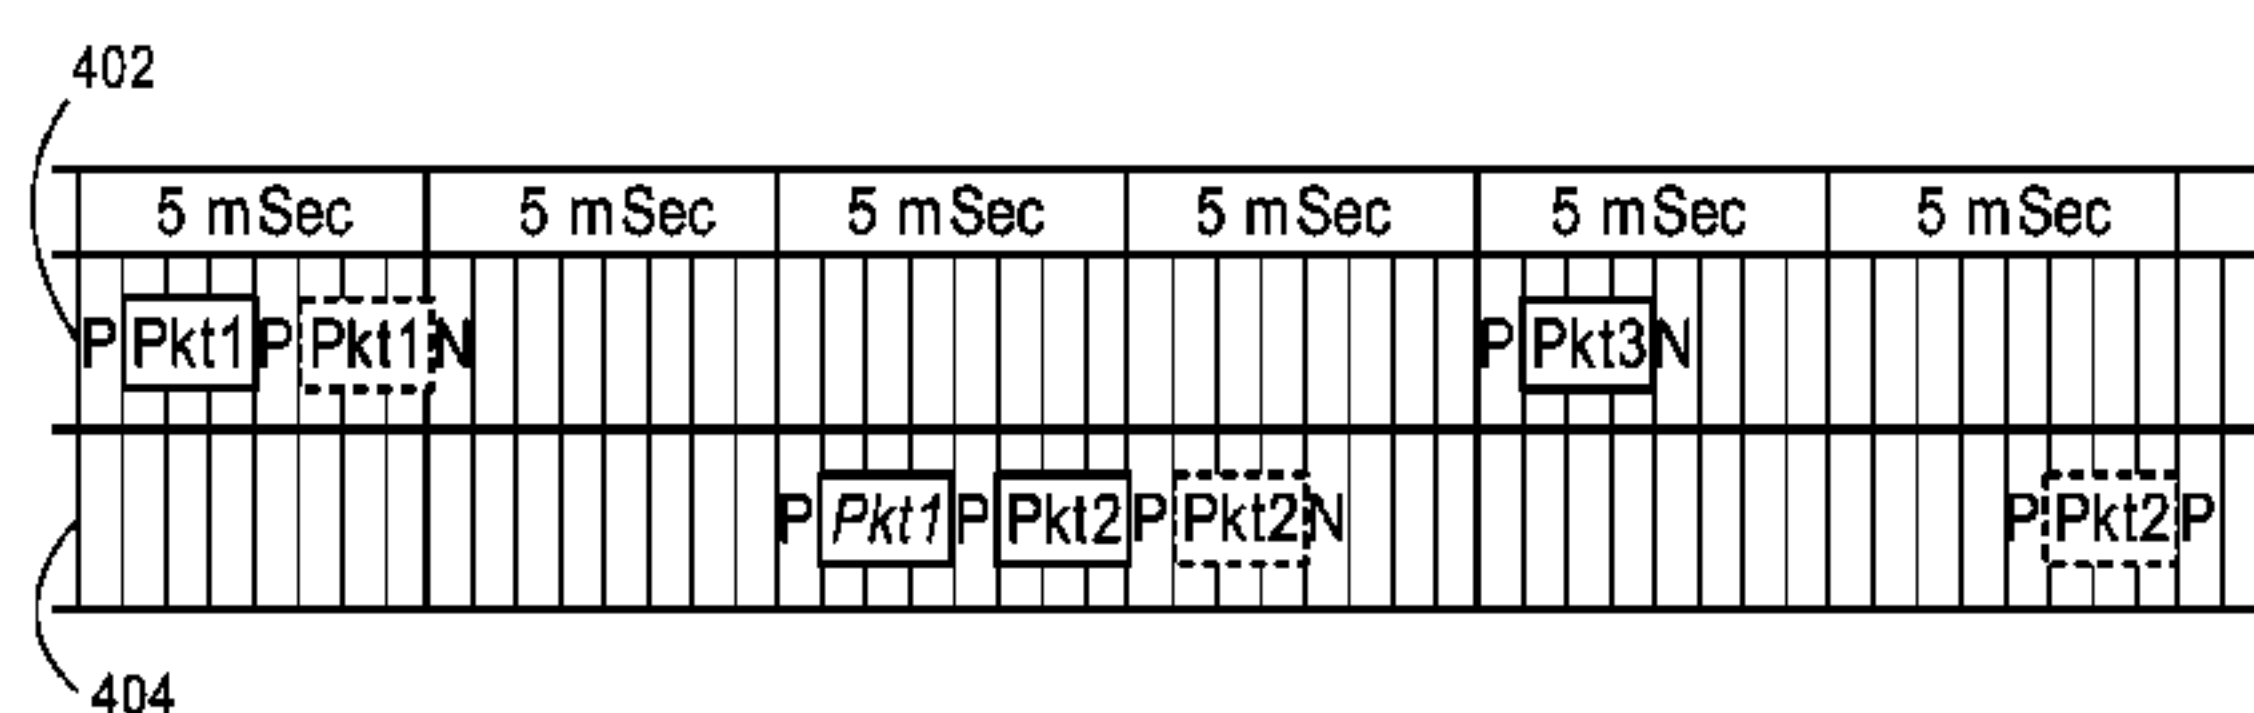 402
5 mSec 5 mSec 5 mSec 5 mSec 5 mSec 5 mSec
P Pkt1 P Pkt1 N P Pkt3 N
P Pkt1 P Pkt2 P Pkt2 N P Pkt2 P
404